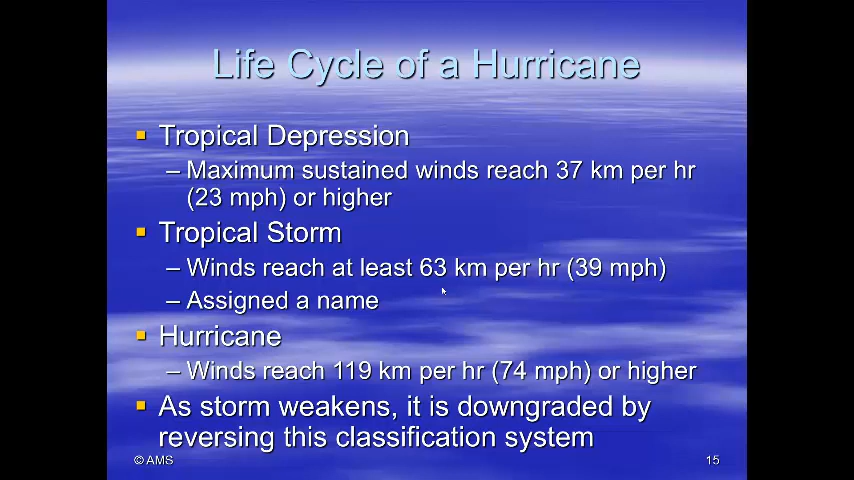 Life Cycle of a Hurricane
▪ Tropical Depression
– Maximum sustained winds reach 37 km per hr
(23 mph) or higher
▪ Tropical Storm
– Winds reach at least 63 km per hr (39 mph)
– Assigned a name
▪ Hurricane
– Winds reach 119 km per hr (74 mph) or higher
▪ As storm weakens, it is downgraded by
reversing this classification system
© AMS
15